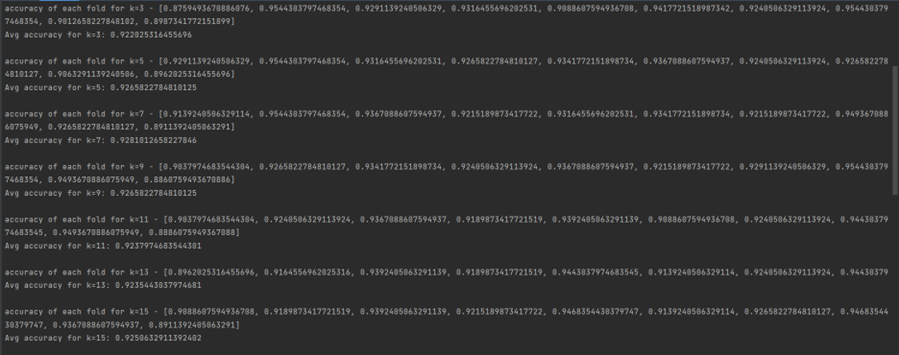 accuracy of each fold for k=3 - [0.8759493670886076, 0.9544303797468354, 0.9291139240506329, 0.9316455696202531, 0.9088607594936708, 0.9417721518987342, 0.9240506329113924, 0.954430379
7468354, 0.9012658227848102, 0.8987341772151899]
Avg accuracy for k=3: 0.922025316455696
accuracy of each fold for k=5 - [0.9291139240506329, 0.9544303797468354, 0.9316455696202531, 0.9265822784810127, 0.9341772151898734, 0.9367088607594937, 0.9240506329113924, 0.926582278
4810127, 0.9063291139240506, 0.8962025316455696]
Avg accuracy for k=5: 0.9265822784810125
accuracy of each fold for k=7 - [0.9139240506329114, 0.9544303797468354, 0.9367088607594937, 0.9215189873417722, 0.9316455696202531, 0.9341772151898734, 0.9215189873417722, 0.949367088
6075949, 0.9265822784810127, 0.8911392405063291]
Avg accuracy for k=7: 0.9281012658227846
accuracy of each fold for k=9 - [0.9037974683544304, 0.9265822784810127, 0.9341772151898734, 0.9240506329113924, 0.9367088607594937, 0.9215189873417722, 0.9291139240506329, 0.954430379
7468354, 0.9493670886075949, 0.8860759493670886]
Avg accuracy for k=9: 0.9265822784810125
accuracy of each fold for k=11 - [0.9037974683544304, 0.9240506329113924, 0.9367088607594937, 0.9189873417721519, 0.9392405063291139, 0.9088607594936708, 0.9240506329113924, 0.94430379
74683545, 0.9493670886075949, 0.8886075949367088]
Avg accuracy for k=11: 0.9237974683544301
accuracy of each fold for k=13 - [0.8962025316455696, 0.9164556962025316, 0.9392405063291139, 0.9189873417721519, 0.9443037974683545, 0.9139240506329114, 0.9240506329113924, 0.94430379
Avg accuracy for k=13: 0.9235443037974681
accuracy of each fold for k=15 - [0.9088607594936708, 0.9189873417721519, 0.9392405063291139, 0.9215189873417722, 0.9468354430379747, 0.9139240506329114, 0.9265822784810127, 0.94683544
30379747, 0.9367088607594937, 0.8911392405063291]
Avg accuracy for k=15: 0.9250632911392402